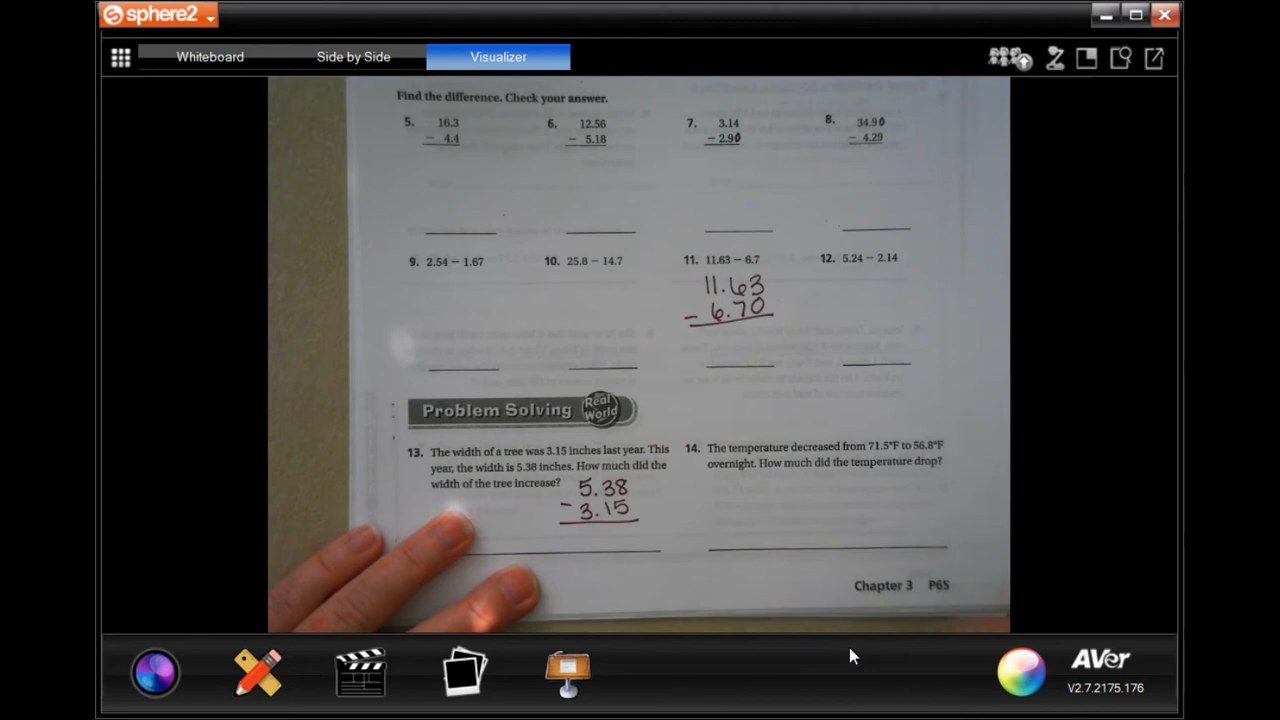 sphere2
Whiteboard Side by Side Visualizer
Find the difference. Check your answer.
5. 16.3 6. 12.56 7. 3.14 8. 34.90
− 4.4 − 5.18 − 2.90 − 4.29
9. 2.54 − 1.67 10. 25.8 − 14.7 11. 11.63 − 6.7 12. 5.24 − 2.14
11.63
− 6.70
Problem Solving Real World
13. The width of a tree was 3.15 inches last year. This
year, the width is 5.38 inches. How much did the
width of the tree increase?
5.38
− 3.15
14. The temperature decreased from 71.5°F to 56.8°F
overnight. How much did the temperature drop?
Chapter 3 P65
AVer
V2.7.2175.176